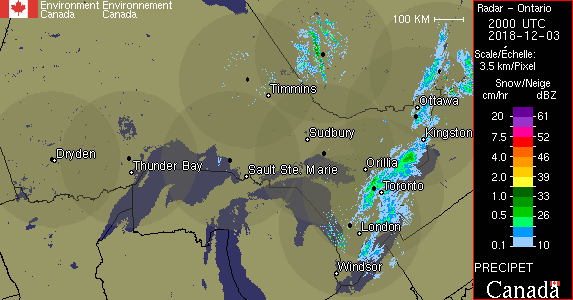 Environment Environnement
Canada Canada
100 KM
Radar - Ontario
2000 UTC
2018-12-03
Scale/Échelle:
3.5 km/Pixel
Snow/Neige
cm/hr dBZ
20 61
7.5 52
4.0 46
2.0 39
1.0 33
0.5 26
0.1 10
PRECIPET
Canada
Timmins
Ottawa
Sudbury
Kingston
Dryden
Thunder Bay
Sault Ste. Marie
Orillia
Toronto
London
Windsor